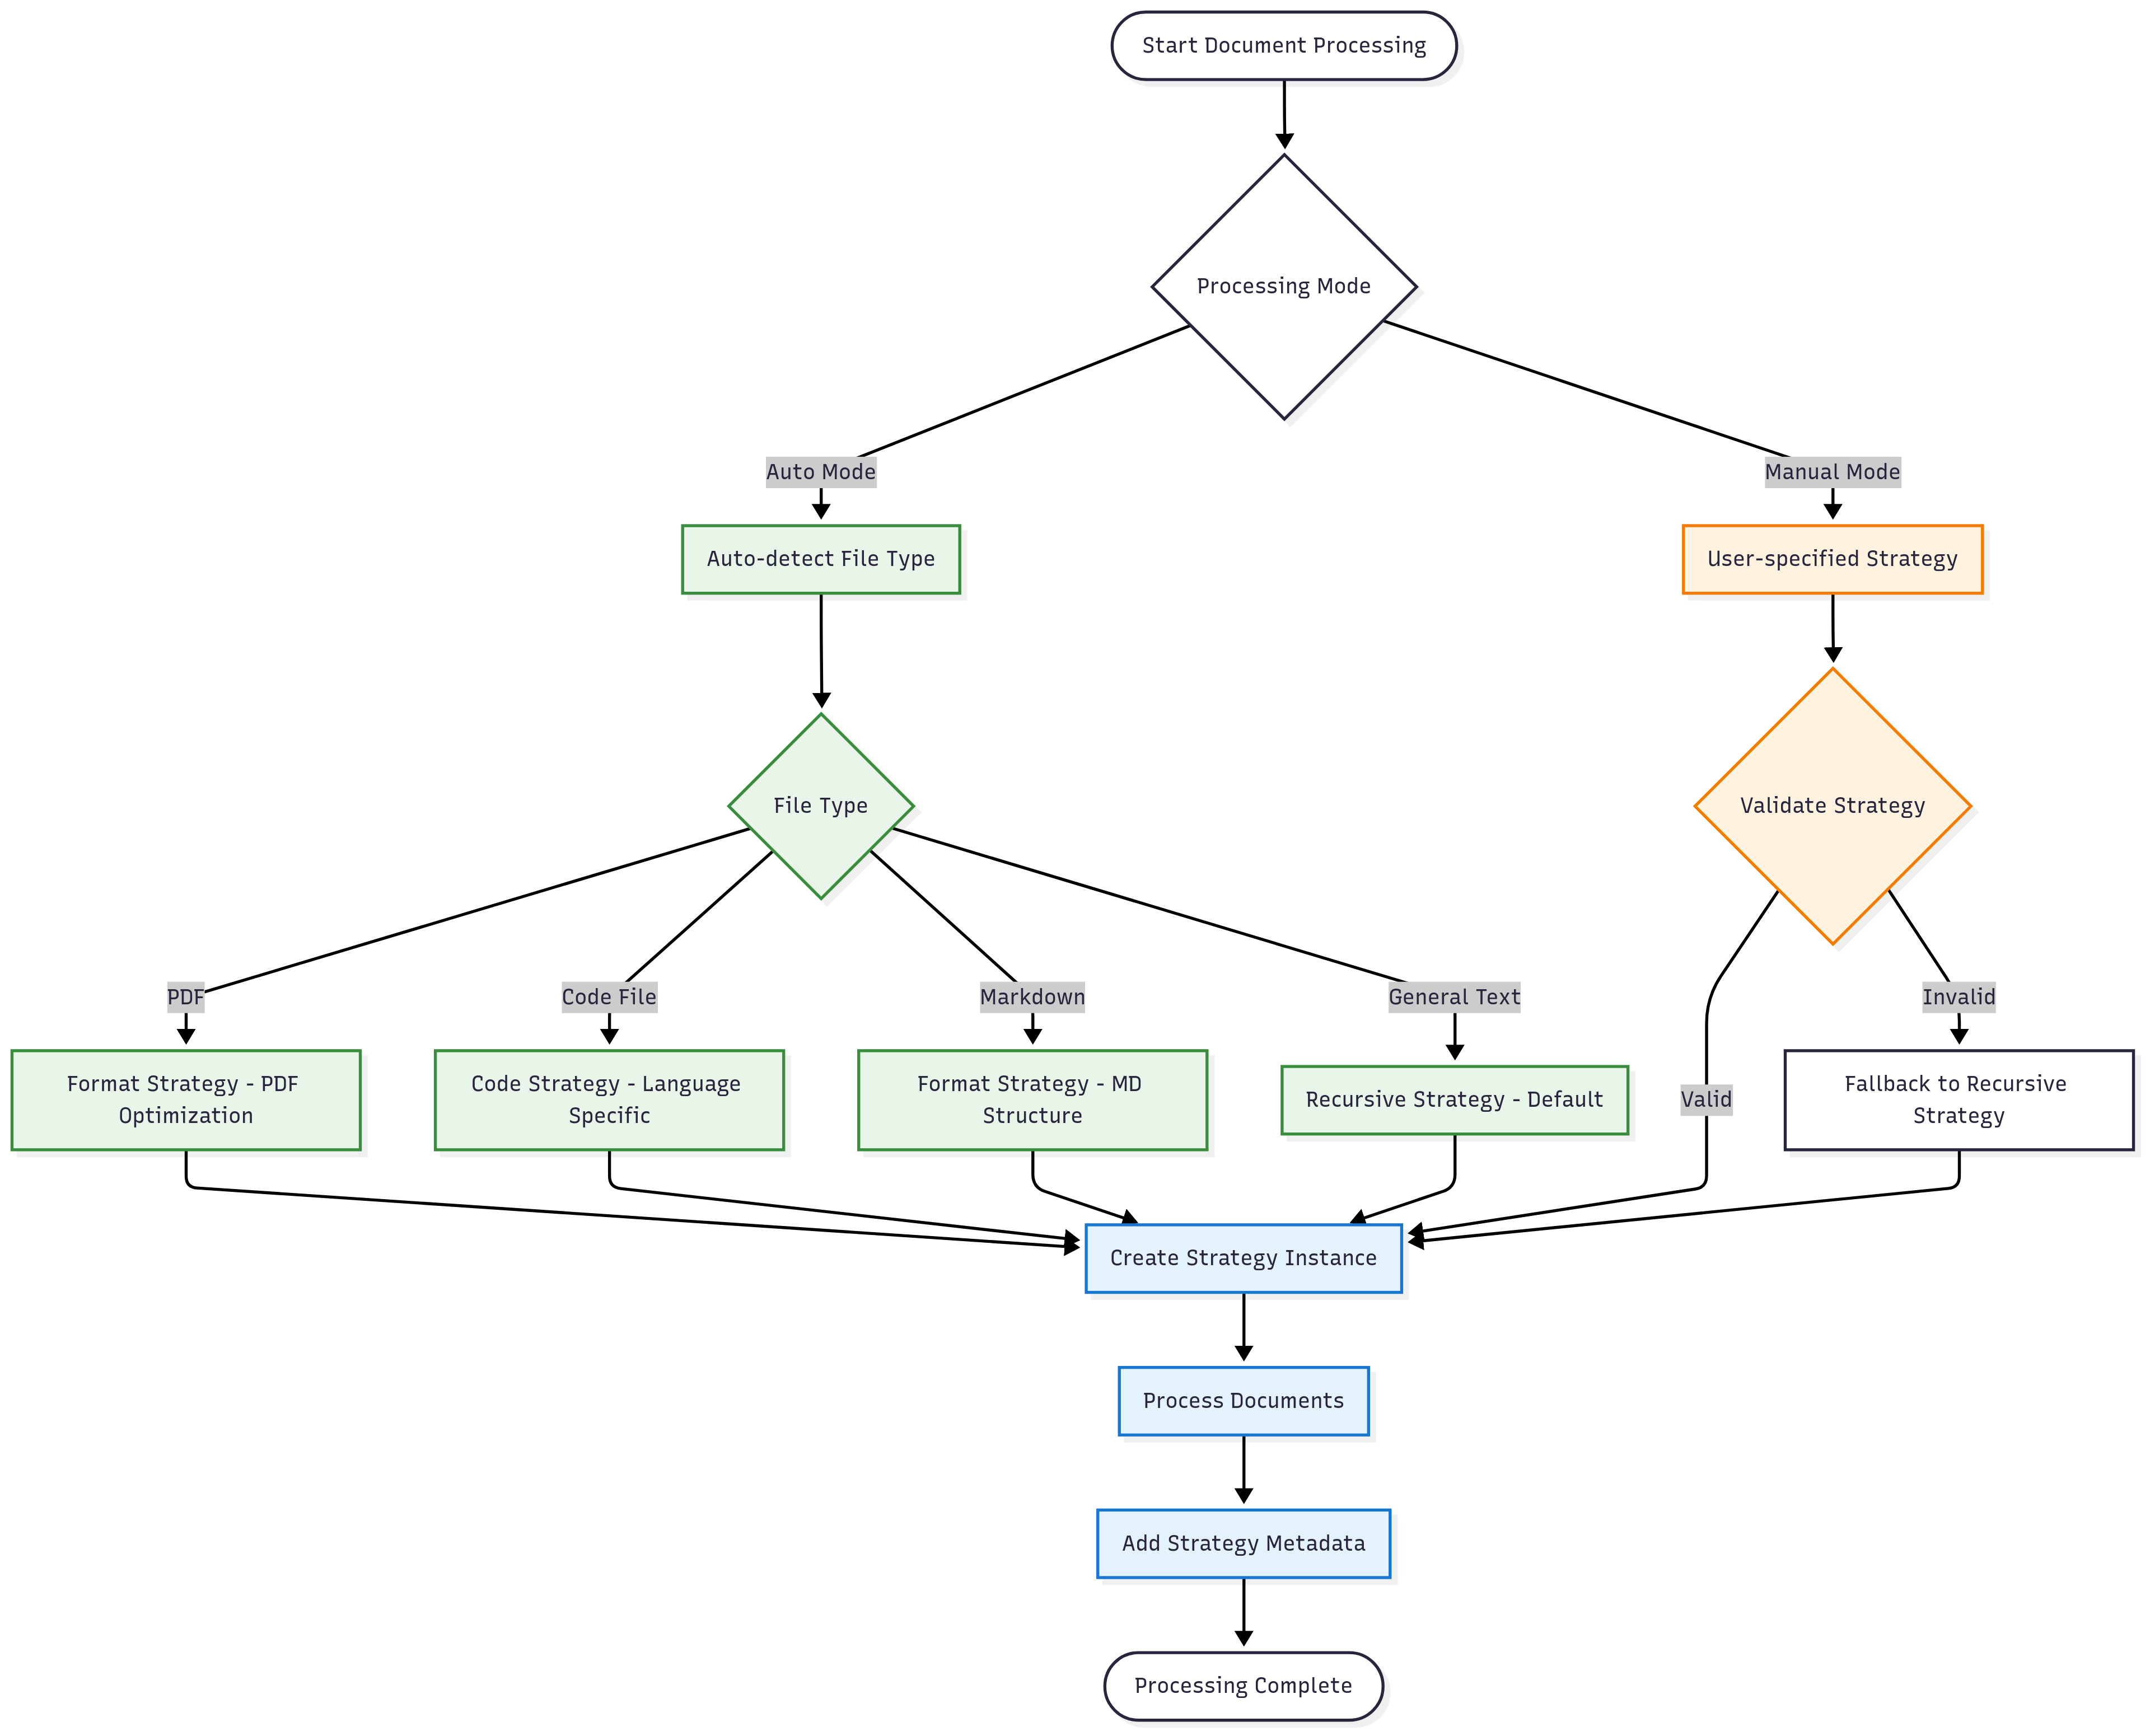 Start Document Processing
Processing Mode
Auto Mode
Manual Mode
Auto-detect File Type
User-specified Strategy
File Type
Validate Strategy
PDF
Code File
Markdown
General Text
Invalid
Format Strategy - PDF
Optimization
Code Strategy - Language
Specific
Format Strategy - MD
Structure
Recursive Strategy - Default
Valid
Fallback to Recursive
Strategy
Create Strategy Instance
Process Documents
Add Strategy Metadata
Processing Complete